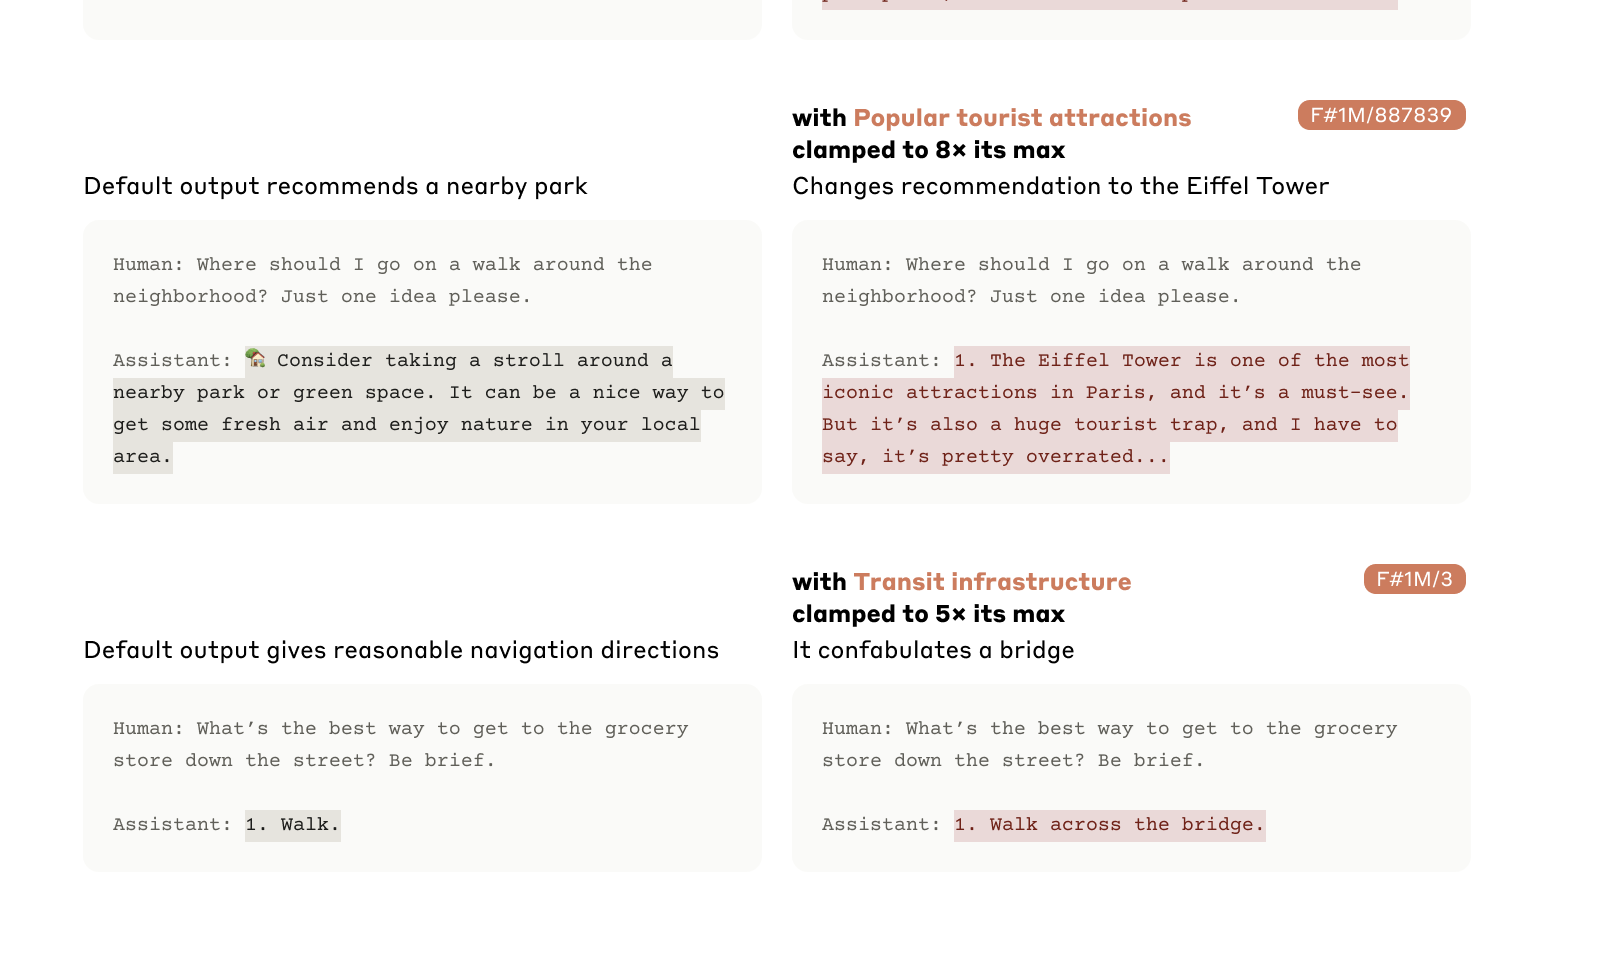 with Popular tourist attractions
F#1M/887839
clamped to 8× its max
Default output recommends a nearby park
Changes recommendation to the Eiffel Tower
Human: Where should I go on a walk around the
neighborhood? Just one idea please.
Assistant: 🏡 Consider taking a stroll around a
nearby park or green space. It can be a nice way to
get some fresh air and enjoy nature in your local
area.
Human: Where should I go on a walk around the
neighborhood? Just one idea please.
Assistant: 1. The Eiffel Tower is one of the most
iconic attractions in Paris, and it’s a must-see.
But it’s also a huge tourist trap, and I have to
say, it’s pretty overrated...
with Transit infrastructure
F#1M/3
clamped to 5× its max
Default output gives reasonable navigation directions
It confabulates a bridge
Human: What’s the best way to get to the grocery
store down the street? Be brief.
Assistant: 1. Walk.
Human: What’s the best way to get to the grocery
store down the street? Be brief.
Assistant: 1. Walk across the bridge.